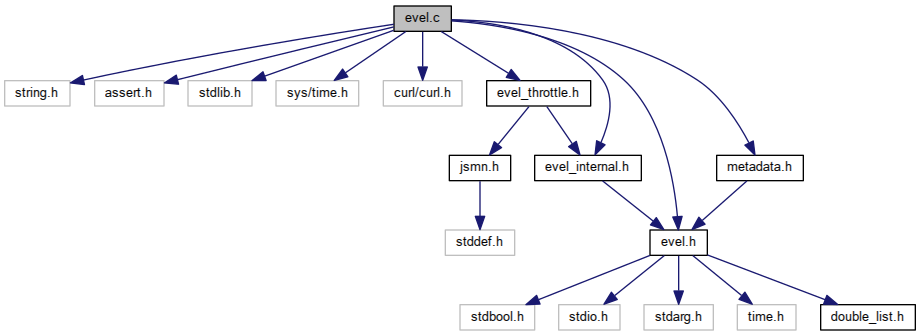 evel.c
string.h
assert.h
stdlib.h
sys/time.h
curl/curl.h
evel_throttle.h
jsmn.h
evel_internal.h
metadata.h
stddef.h
evel.h
stdbool.h
stdio.h
stdarg.h
time.h
double_list.h